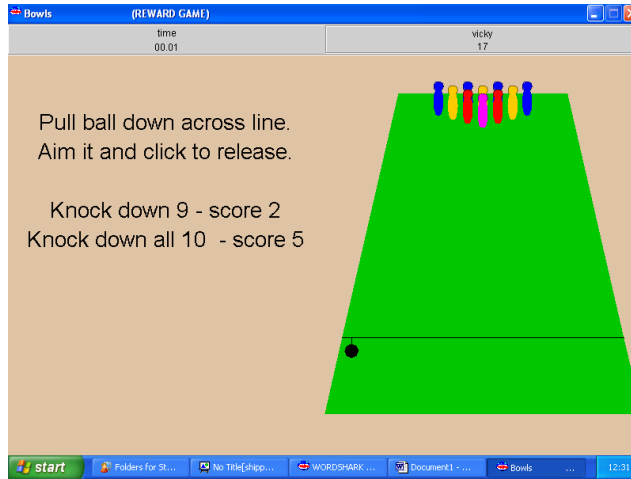 Bowls (REWARD GAME)
time
00.01
vicky
17
Pull ball down across line.
Aim it and click to release.
Knock down 9 - score 2
Knock down all 10 - score 5
start
Folders for St...
No Title[shipp...
WORDSHARK ...
Document1 - ...
Bowls ...
12:31